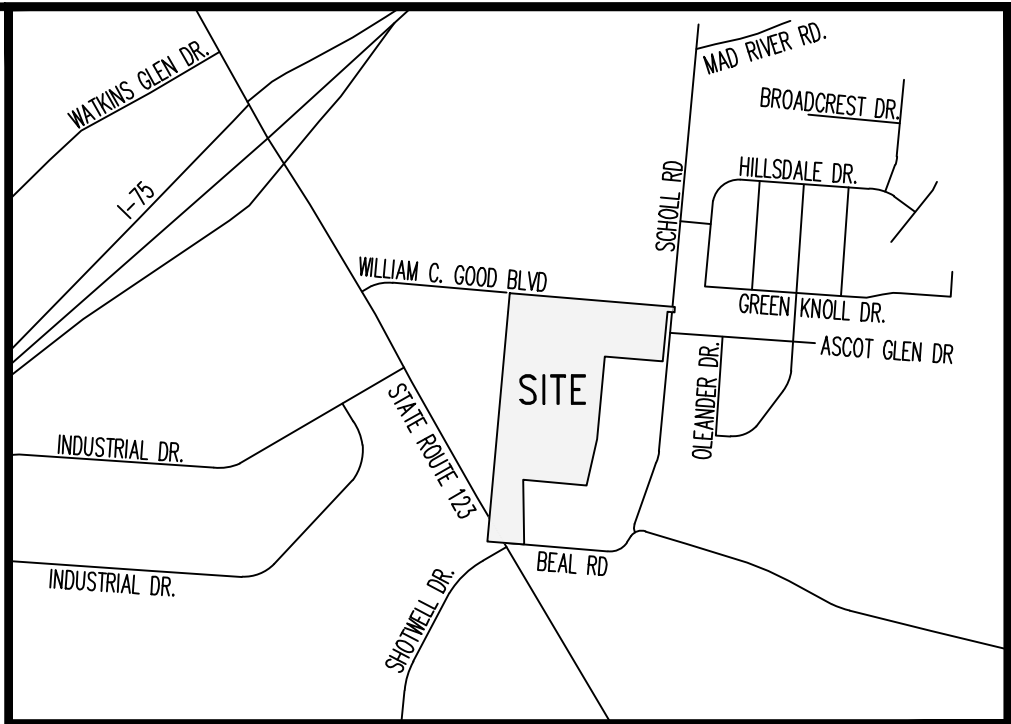 WATKINS GLEN DR.
MAD RIVER RD.
BROADCREST DR.
I-75
SCHOLL RD
HILLSDALE DR.
WILLIAM C. GOOD BLVD
GREEN KNOLL DR.
ASCOT GLEN DR
SITE
OLEANDER DR.
STATE ROUTE 123
INDUSTRIAL DR.
INDUSTRIAL DR.
BEAL RD
SHOTWELL DR.